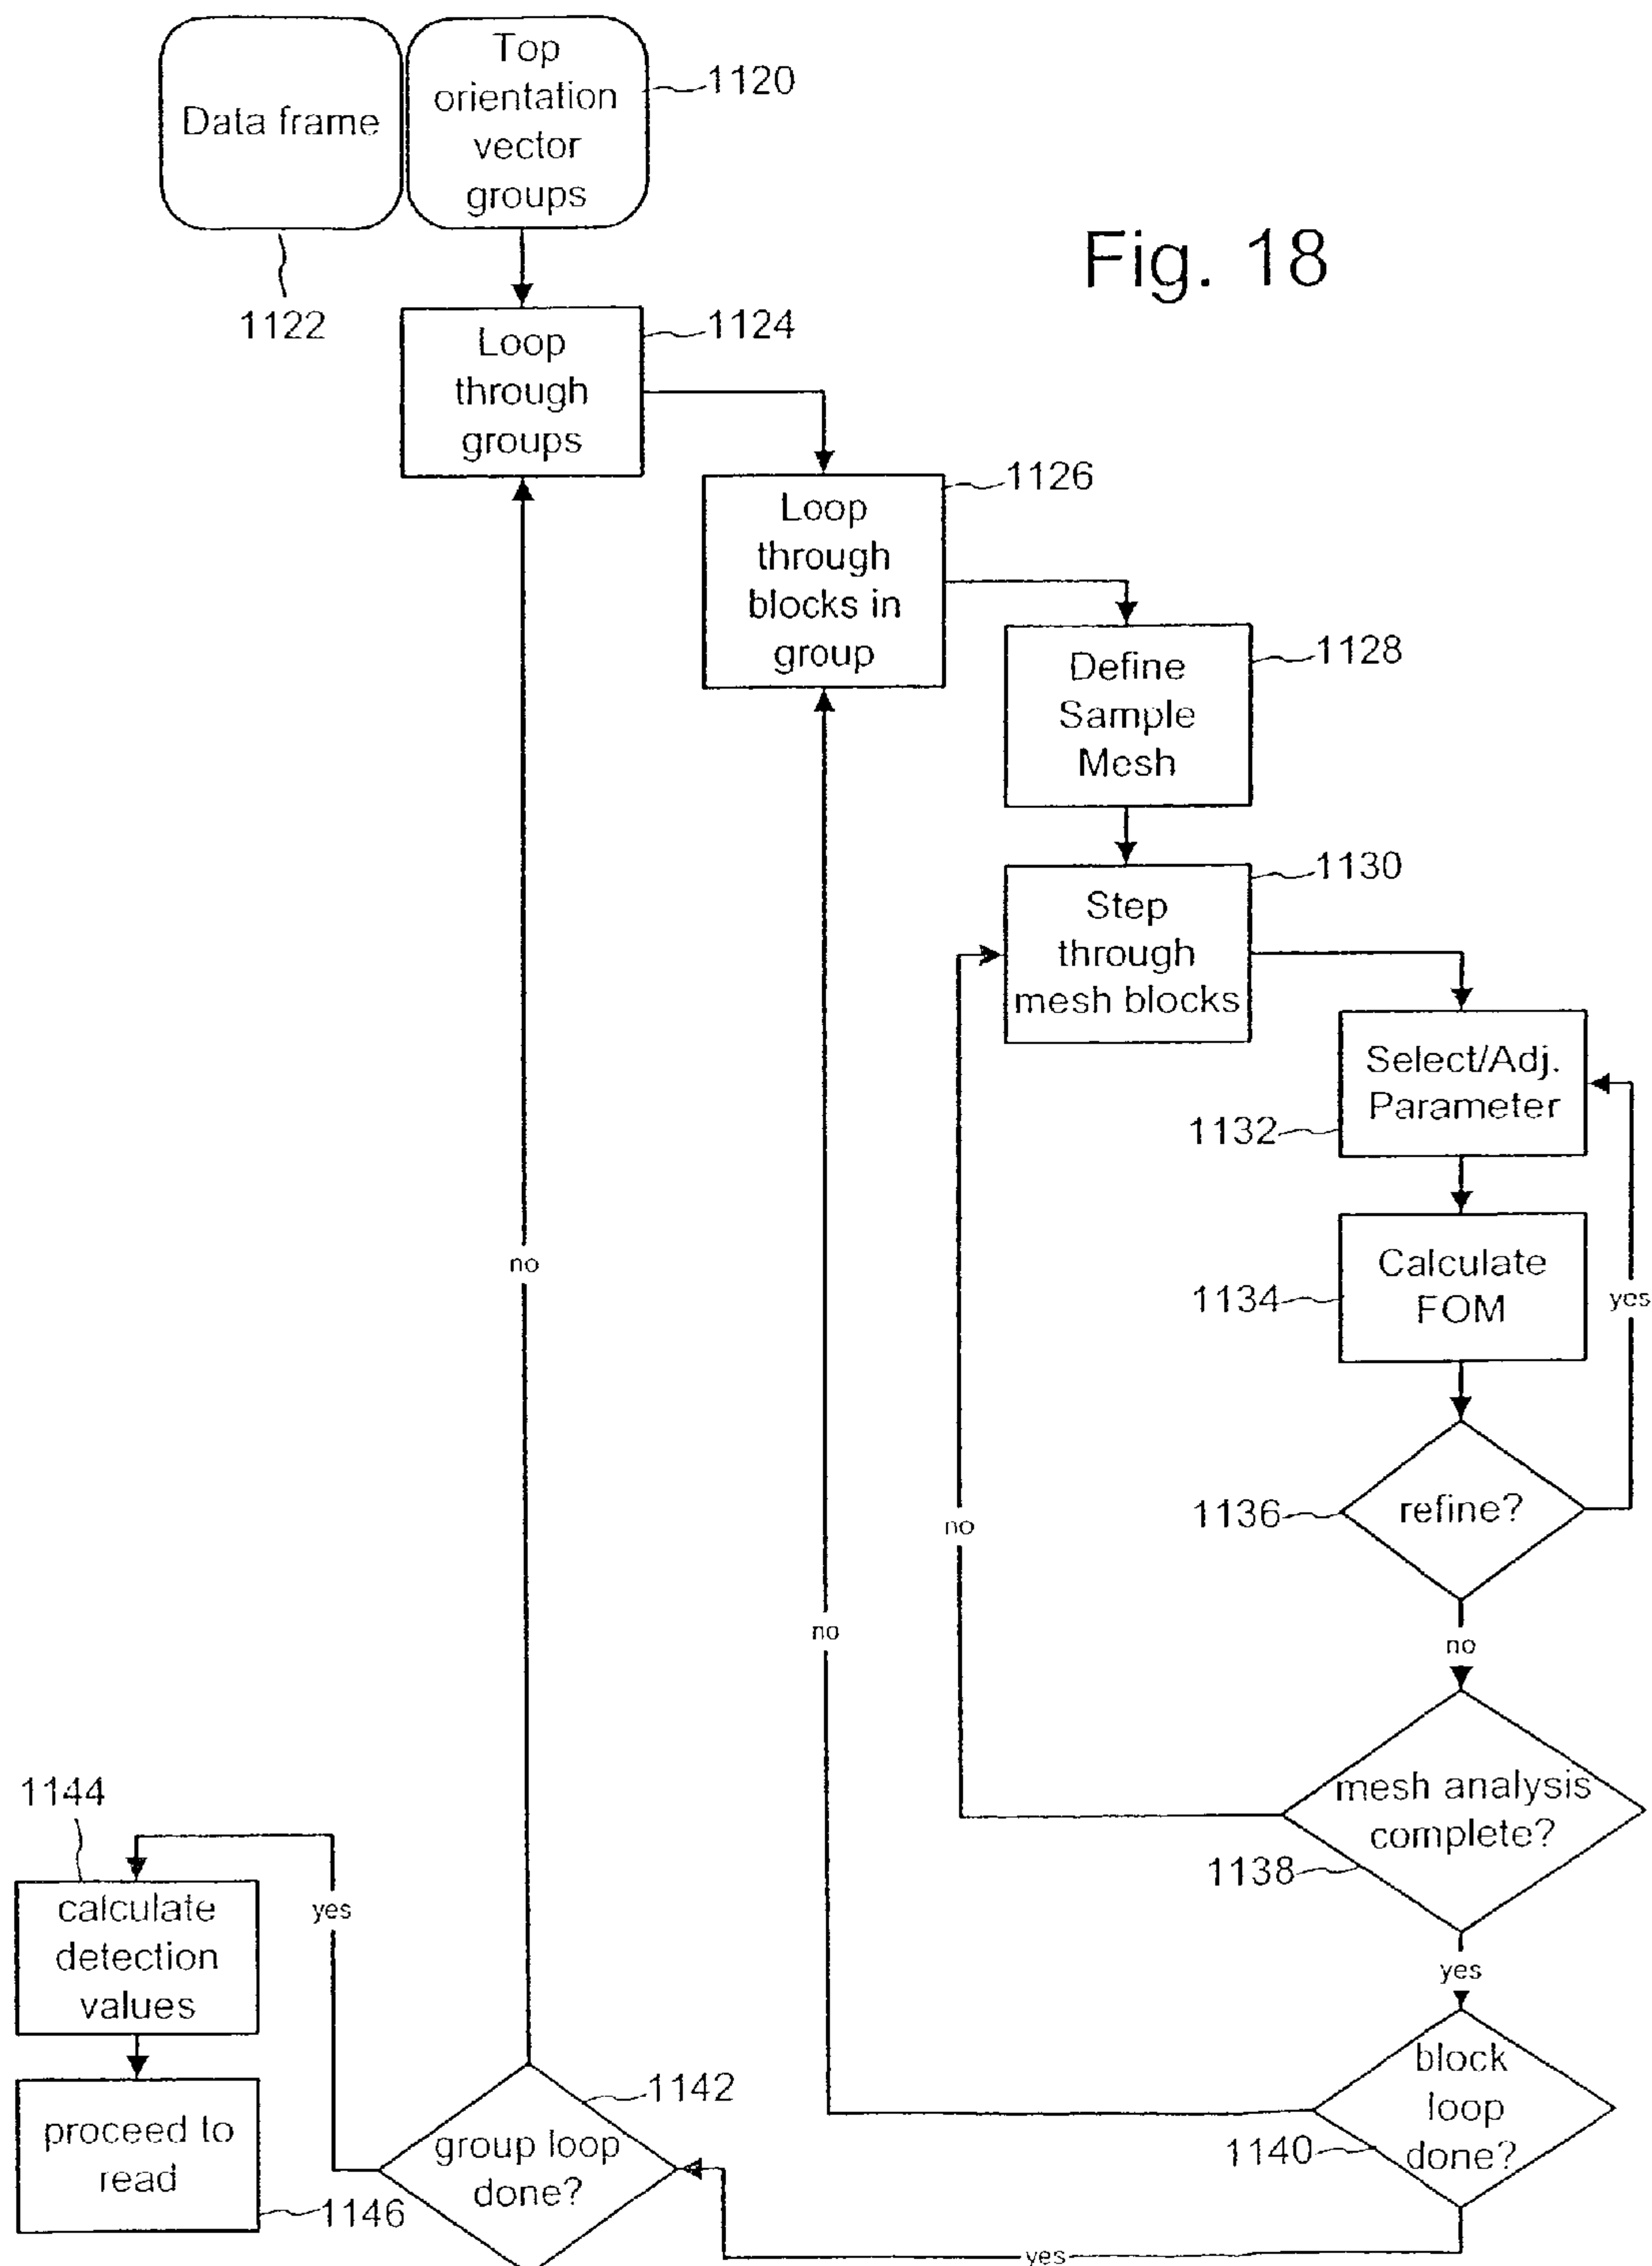 Data frame
Top
orientation
vector
groups
1120
1122
Fig. 18
Loop
through
groups
1124
Loop
through
blocks in
group
1126
Define
Sample
Mesh
1128
Step
through
mesh blocks
1130
Select/Adj.
Parameter
1132
Calculate
FOM
1134
yes
refine?
1136
no
no
no
no
mesh analysis
complete?
1138
yes
block
loop
done?
1140
yes
group loop
done?
1142
yes
1144
calculate
detection
values
proceed to
read
1146